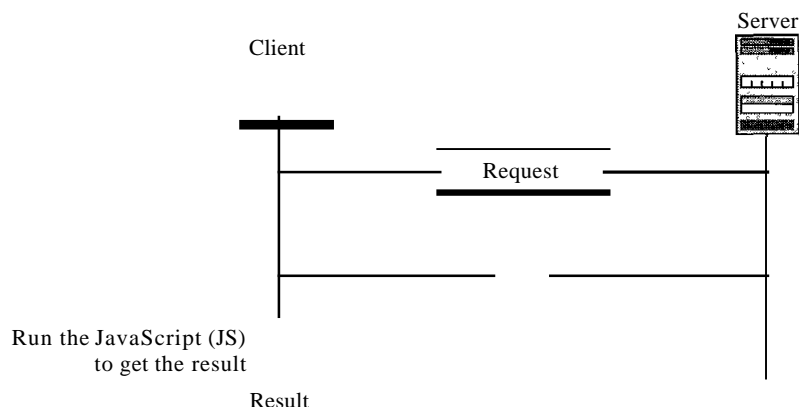 Server
Client
Request
Run the JavaScript (JS)
to get the result
Result